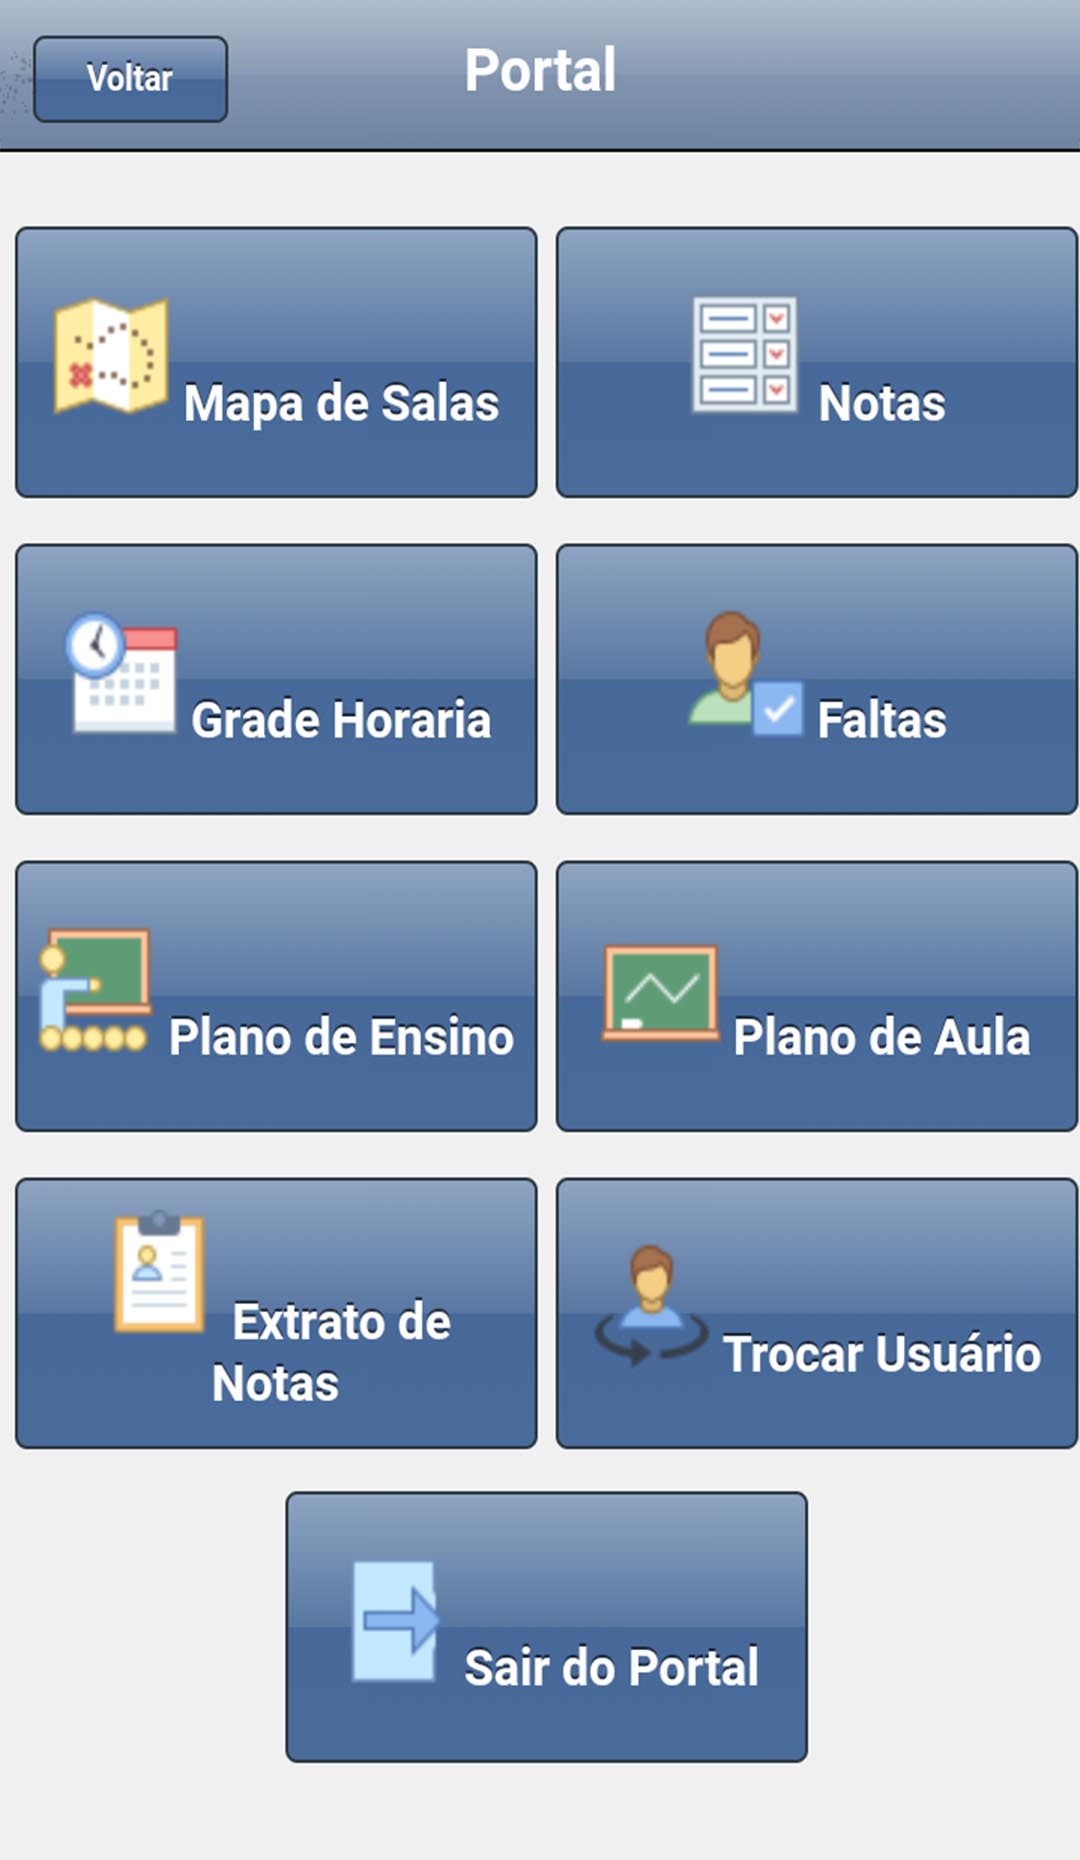 Voltar
Portal
Mapa de Salas
Notas
Grade Horaria
Faltas
Plano de Ensino
Plano de Aula
Extrato de
Notas
Trocar Usuário
Sair do Portal